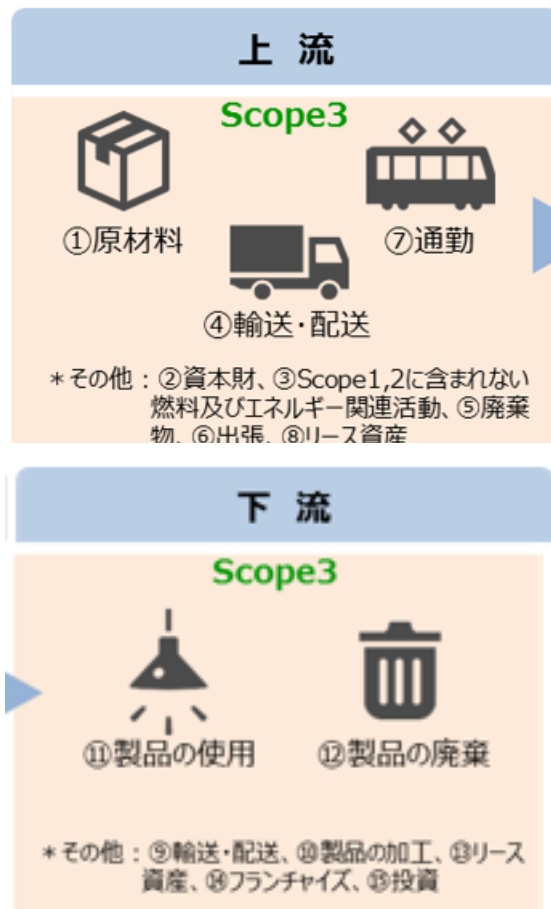 上 流
Scope3
①原材料
⑦通勤
④輸送・配送
*その他：②資本財、③Scope1,2に含まれない
燃料及びエネルギー関連活動、⑤廃棄
物、⑥出張、⑧リース資産
下 流
Scope3
⑪製品の使用
⑫製品の廃棄
*その他：⑨輸送・配送、⑩製品の加工、⑬リース
資産、⑭フランチャイズ、⑮投資